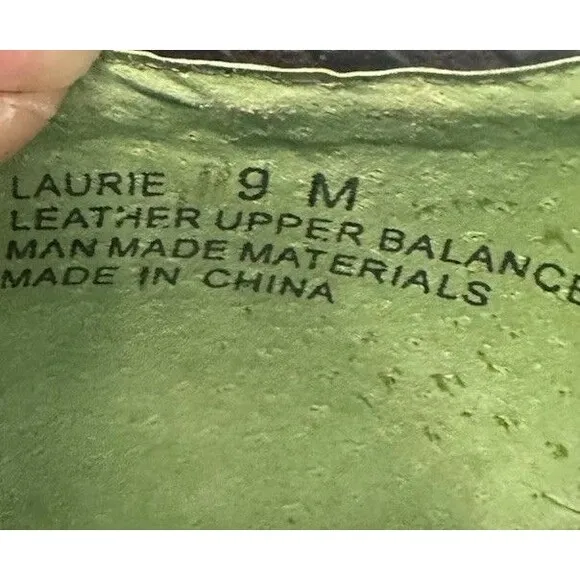 LAURIE 9 M
LEATHER UPPER BALANCE
MAN MADE MATERIALS
MADE IN CHINA